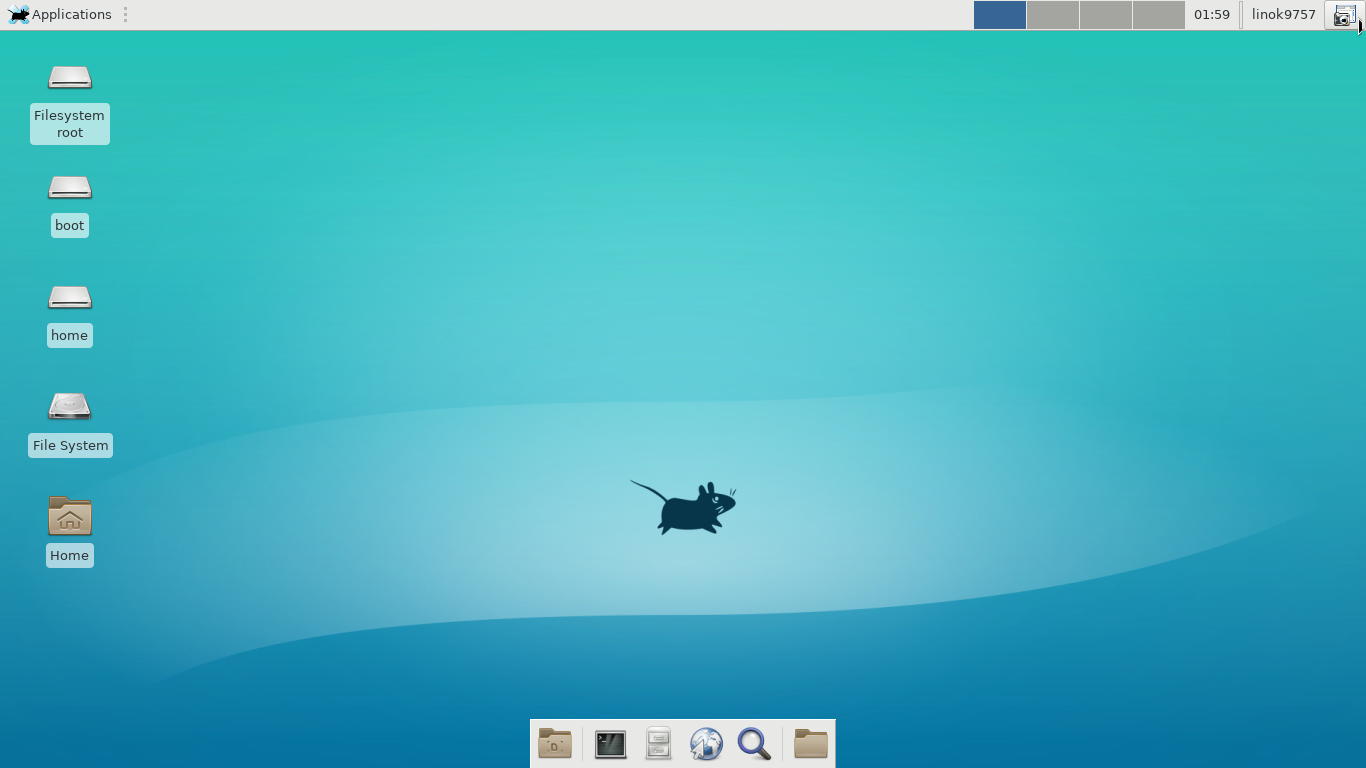 Applications
01:59
linok9757
Filesystem
root
boot
home
File System
Home